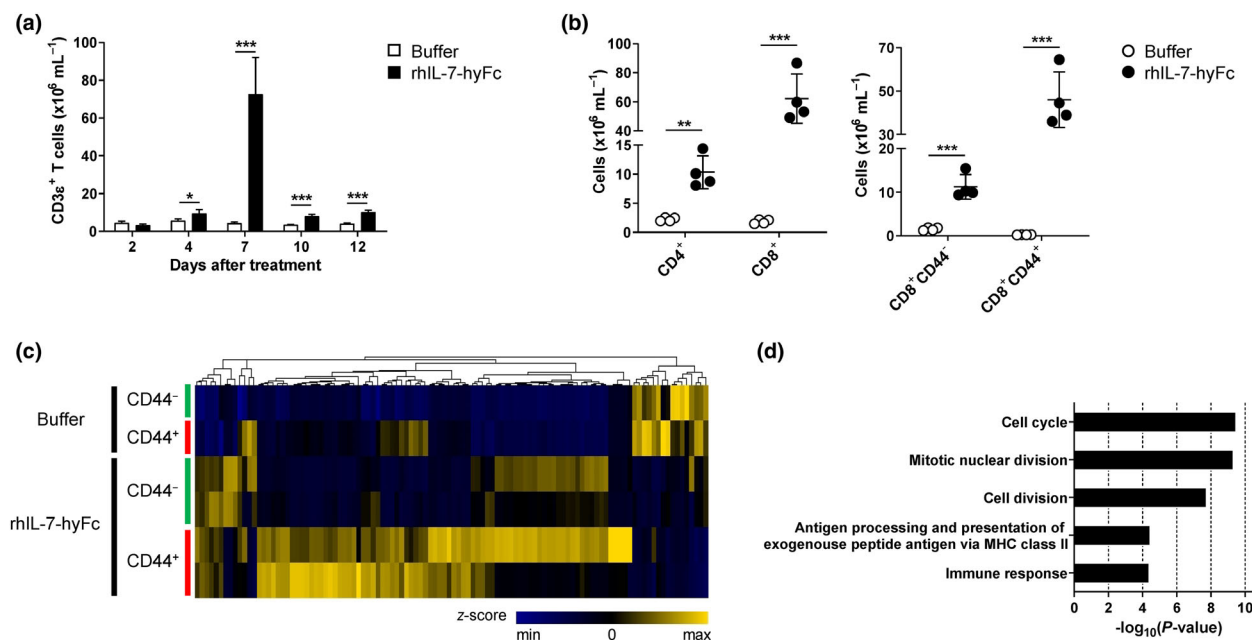 (a)
CD3ε⁺ T cells (x10⁶ mL⁻¹)
100
80
60
40
20
0
*
***
***
***
2 4 7 10 12
Days after treatment
Buffer
rhIL-7-hyFc
(b)
Cells (x10⁶ mL⁻¹)
100
80
60
40
15
10
5
0
**
***
CD4⁺
CD8⁺
Cells (x10⁶ mL⁻¹)
70
50
30
20
10
0
***
***
CD8⁺CD44⁻
CD8⁺CD44⁺
Buffer
rhIL-7-hyFc
(c)
Buffer
CD44⁻
CD44⁺
rhIL-7-hyFc
CD44⁻
CD44⁺
z-score
min 0 max
(d)
Cell cycle
Mitotic nuclear division
Cell division
Antigen processing and presentation of
exogenouse peptide antigen via MHC class II
Immune response
0 2 4 6 8 10
-log₁₀(P-value)